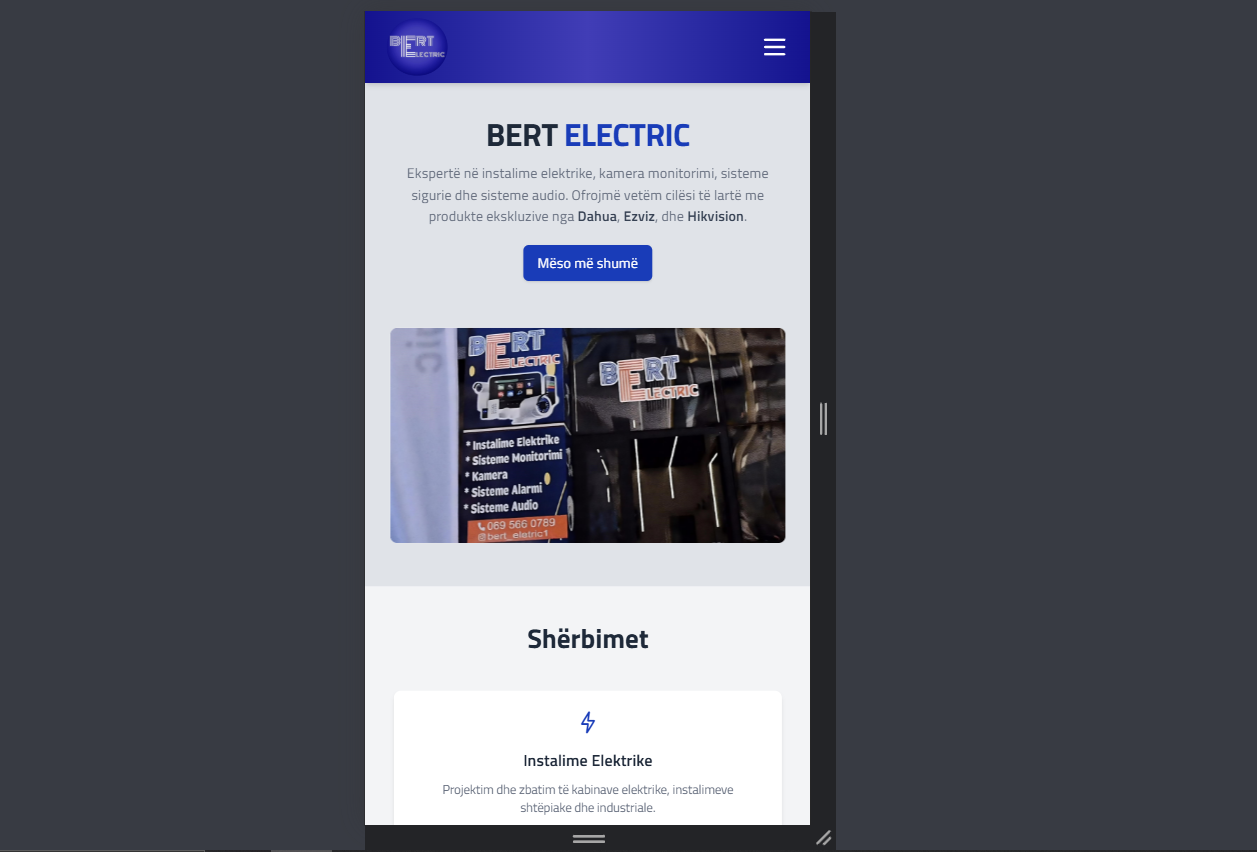 BERT
ELECTRIC
BERT ELECTRIC
Ekspertë në instalime elektrike, kamera monitorimi, sisteme
sigurie dhe sisteme audio. Ofrojmë vetëm cilësi të lartë me
produkte ekskluzive nga Dahua, Ezviz, dhe Hikvision.
Mëso më shumë
BERT
ELECTRIC
* Instalime Elektrike
* Sisteme Monitorimi
* Kamera
* Sisteme Alarmi
* Sisteme Audio
069 566 0789
@bert_elatric1
BERT
ELECTRIC
Shërbimet
Instalime Elektrike
Projektim dhe zbatim të kabinave elektrike, instalimeve
shtëpiake dhe industriale.